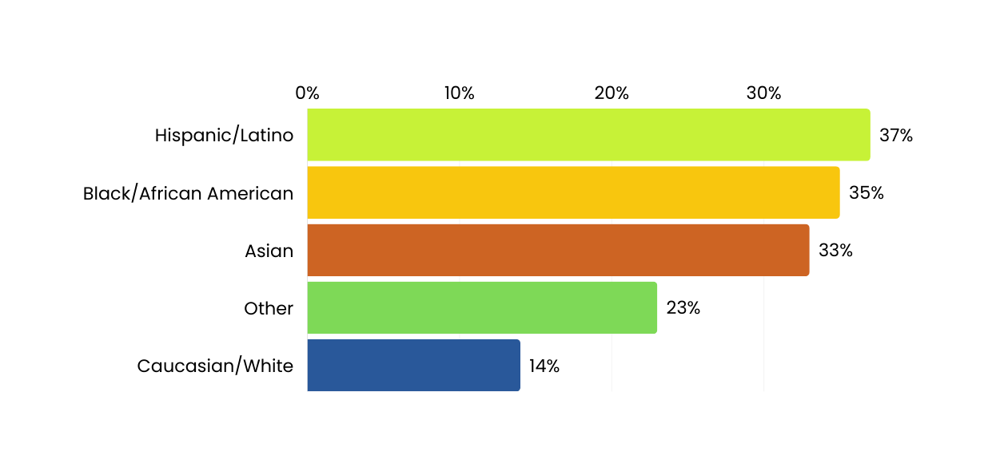 0% 10% 20% 30%
Hispanic/Latino 37%
Black/African American 35%
Asian 33%
Other 23%
Caucasian/White 14%